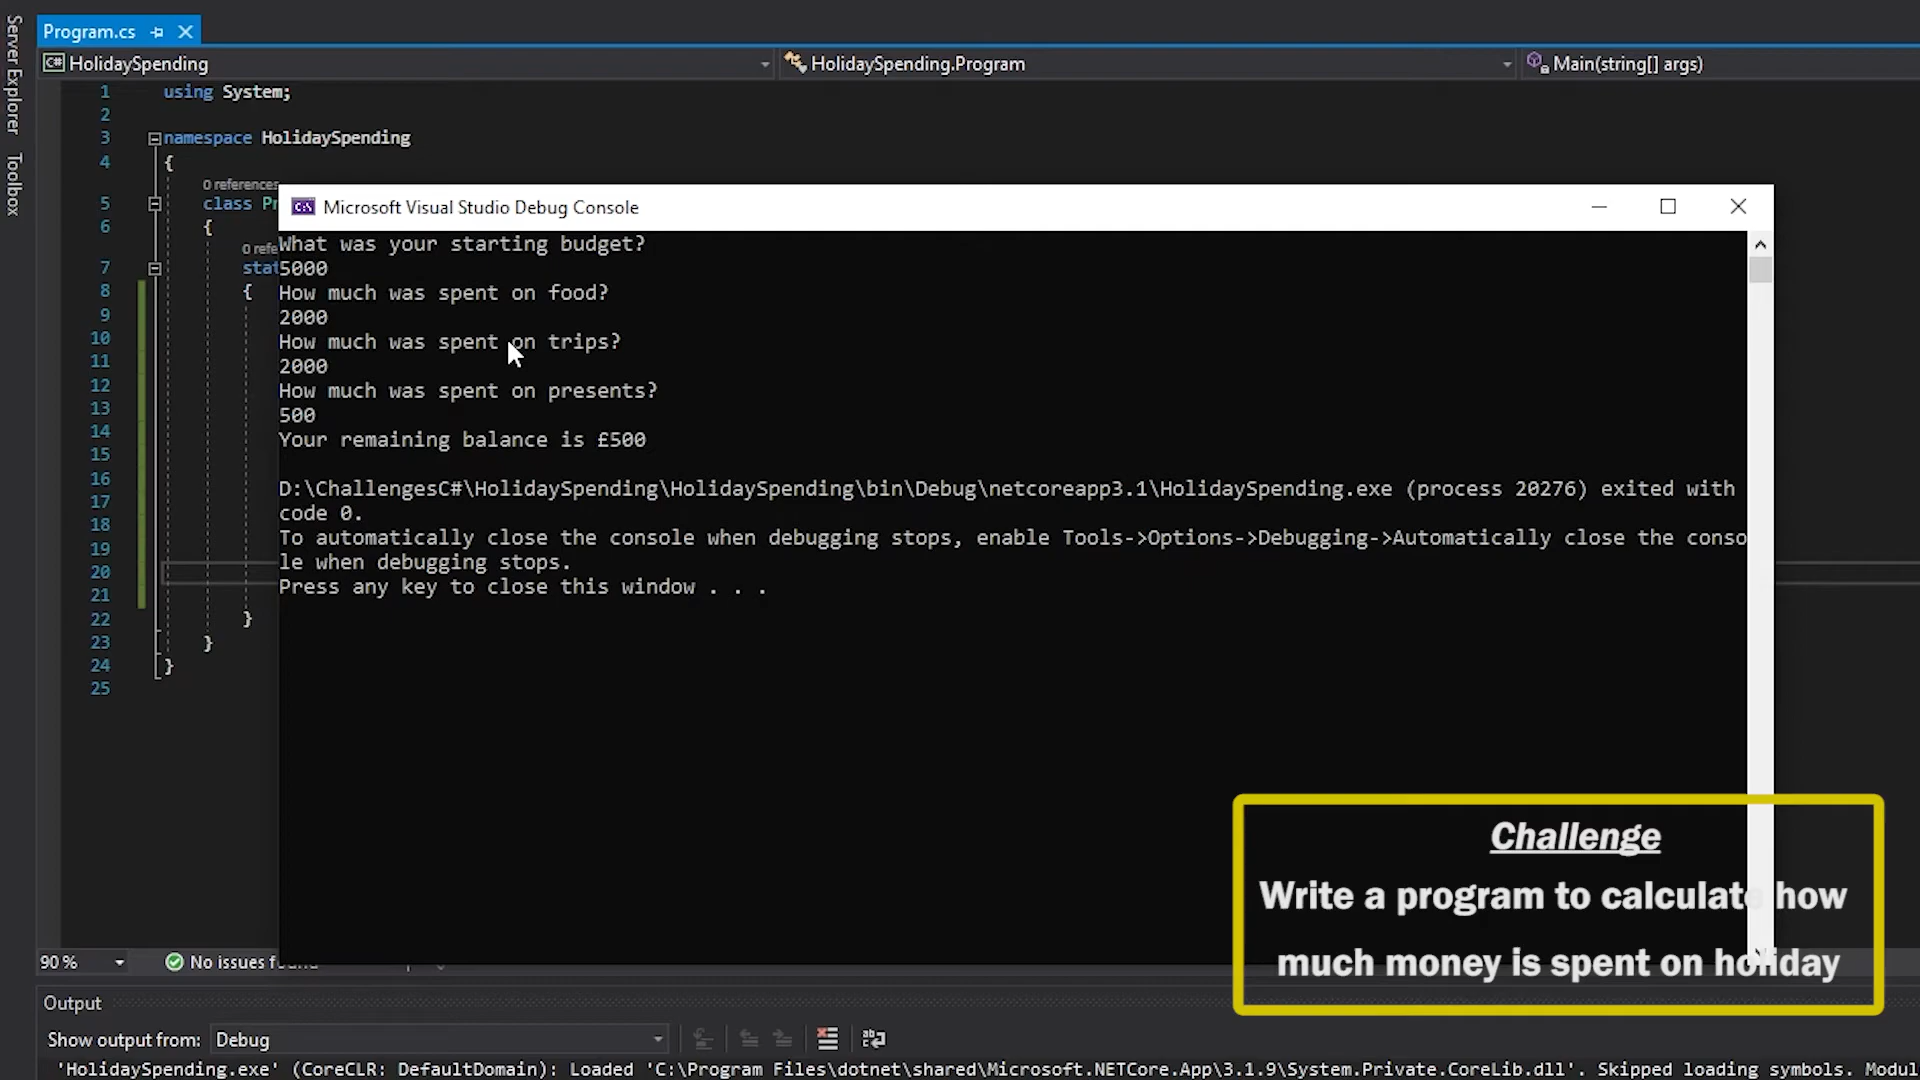 Server Explorer
Toolbox
Program.cs
C# HolidaySpending
HolidaySpending.Program
Main(string[] args)
1 using System;
2
3 namespace HolidaySpending
4 {
0 references
5 class Pr
6 {
0 refe
7 stat
8 {
9
10
11
12
13
14
15
16
17
18
19
20
21
22 }
23 }
24 }
25
Microsoft Visual Studio Debug Console
What was your starting budget?
5000
How much was spent on food?
2000
How much was spent on trips?
2000
How much was spent on presents?
500
Your remaining balance is £500
D:\ChallengesC#\HolidaySpending\HolidaySpending\bin\Debug\netcoreapp3.1\HolidaySpending.exe (process 20276) exited with
code 0.
To automatically close the console when debugging stops, enable Tools->Options->Debugging->Automatically close the conso
le when debugging stops.
Press any key to close this window . . .
Challenge
Write a program to calculate how
much money is spent on holiday
90 %
No issues found
Output
Show output from: Debug
'HolidaySpending.exe' (CoreCLR: DefaultDomain): Loaded 'C:\Program Files\dotnet\shared\Microsoft.NETCore.App\3.1.9\System.Private.CoreLib.dll'. Skipped loading symbols. Modul